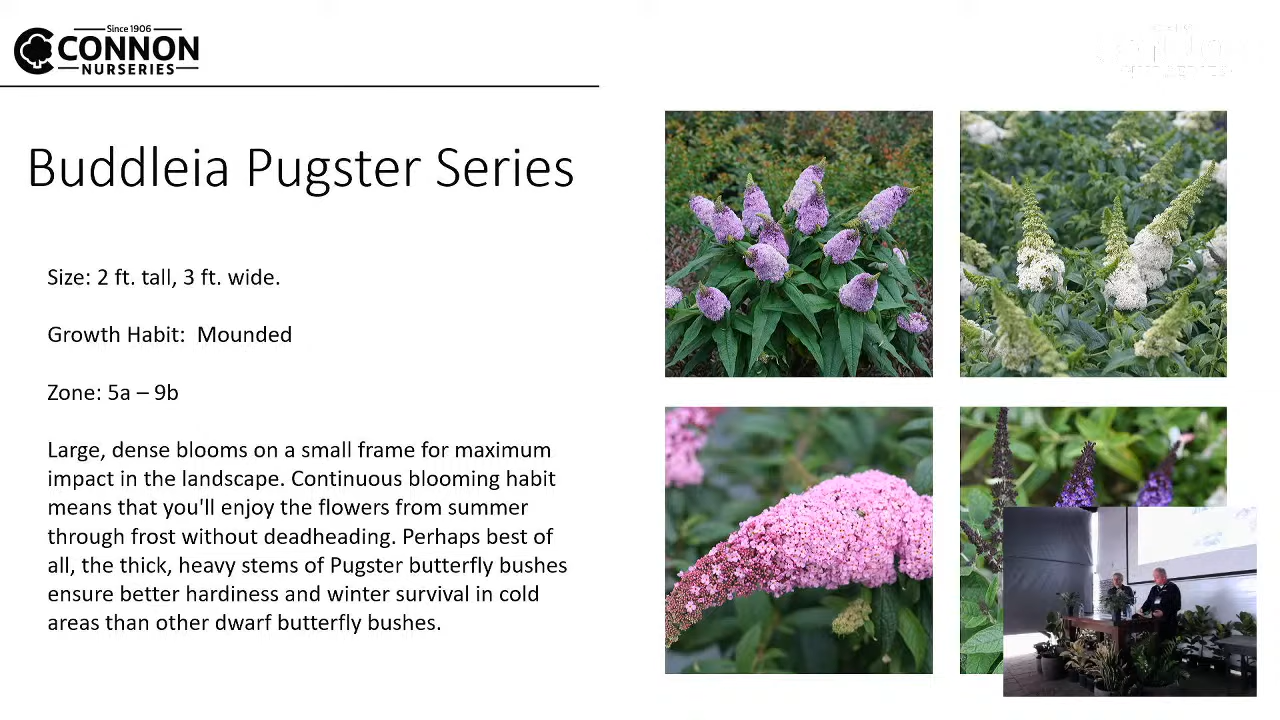 Since 1906
CONNON
NURSERIES
Buddleia Pugster Series
Size: 2 ft. tall, 3 ft. wide.
Growth Habit:  Mounded
Zone: 5a – 9b
Large, dense blooms on a small frame for maximum
impact in the landscape. Continuous blooming habit
means that you'll enjoy the flowers from summer
through frost without deadheading. Perhaps best of
all, the thick, heavy stems of Pugster butterfly bushes
ensure better hardiness and winter survival in cold
areas than other dwarf butterfly bushes.